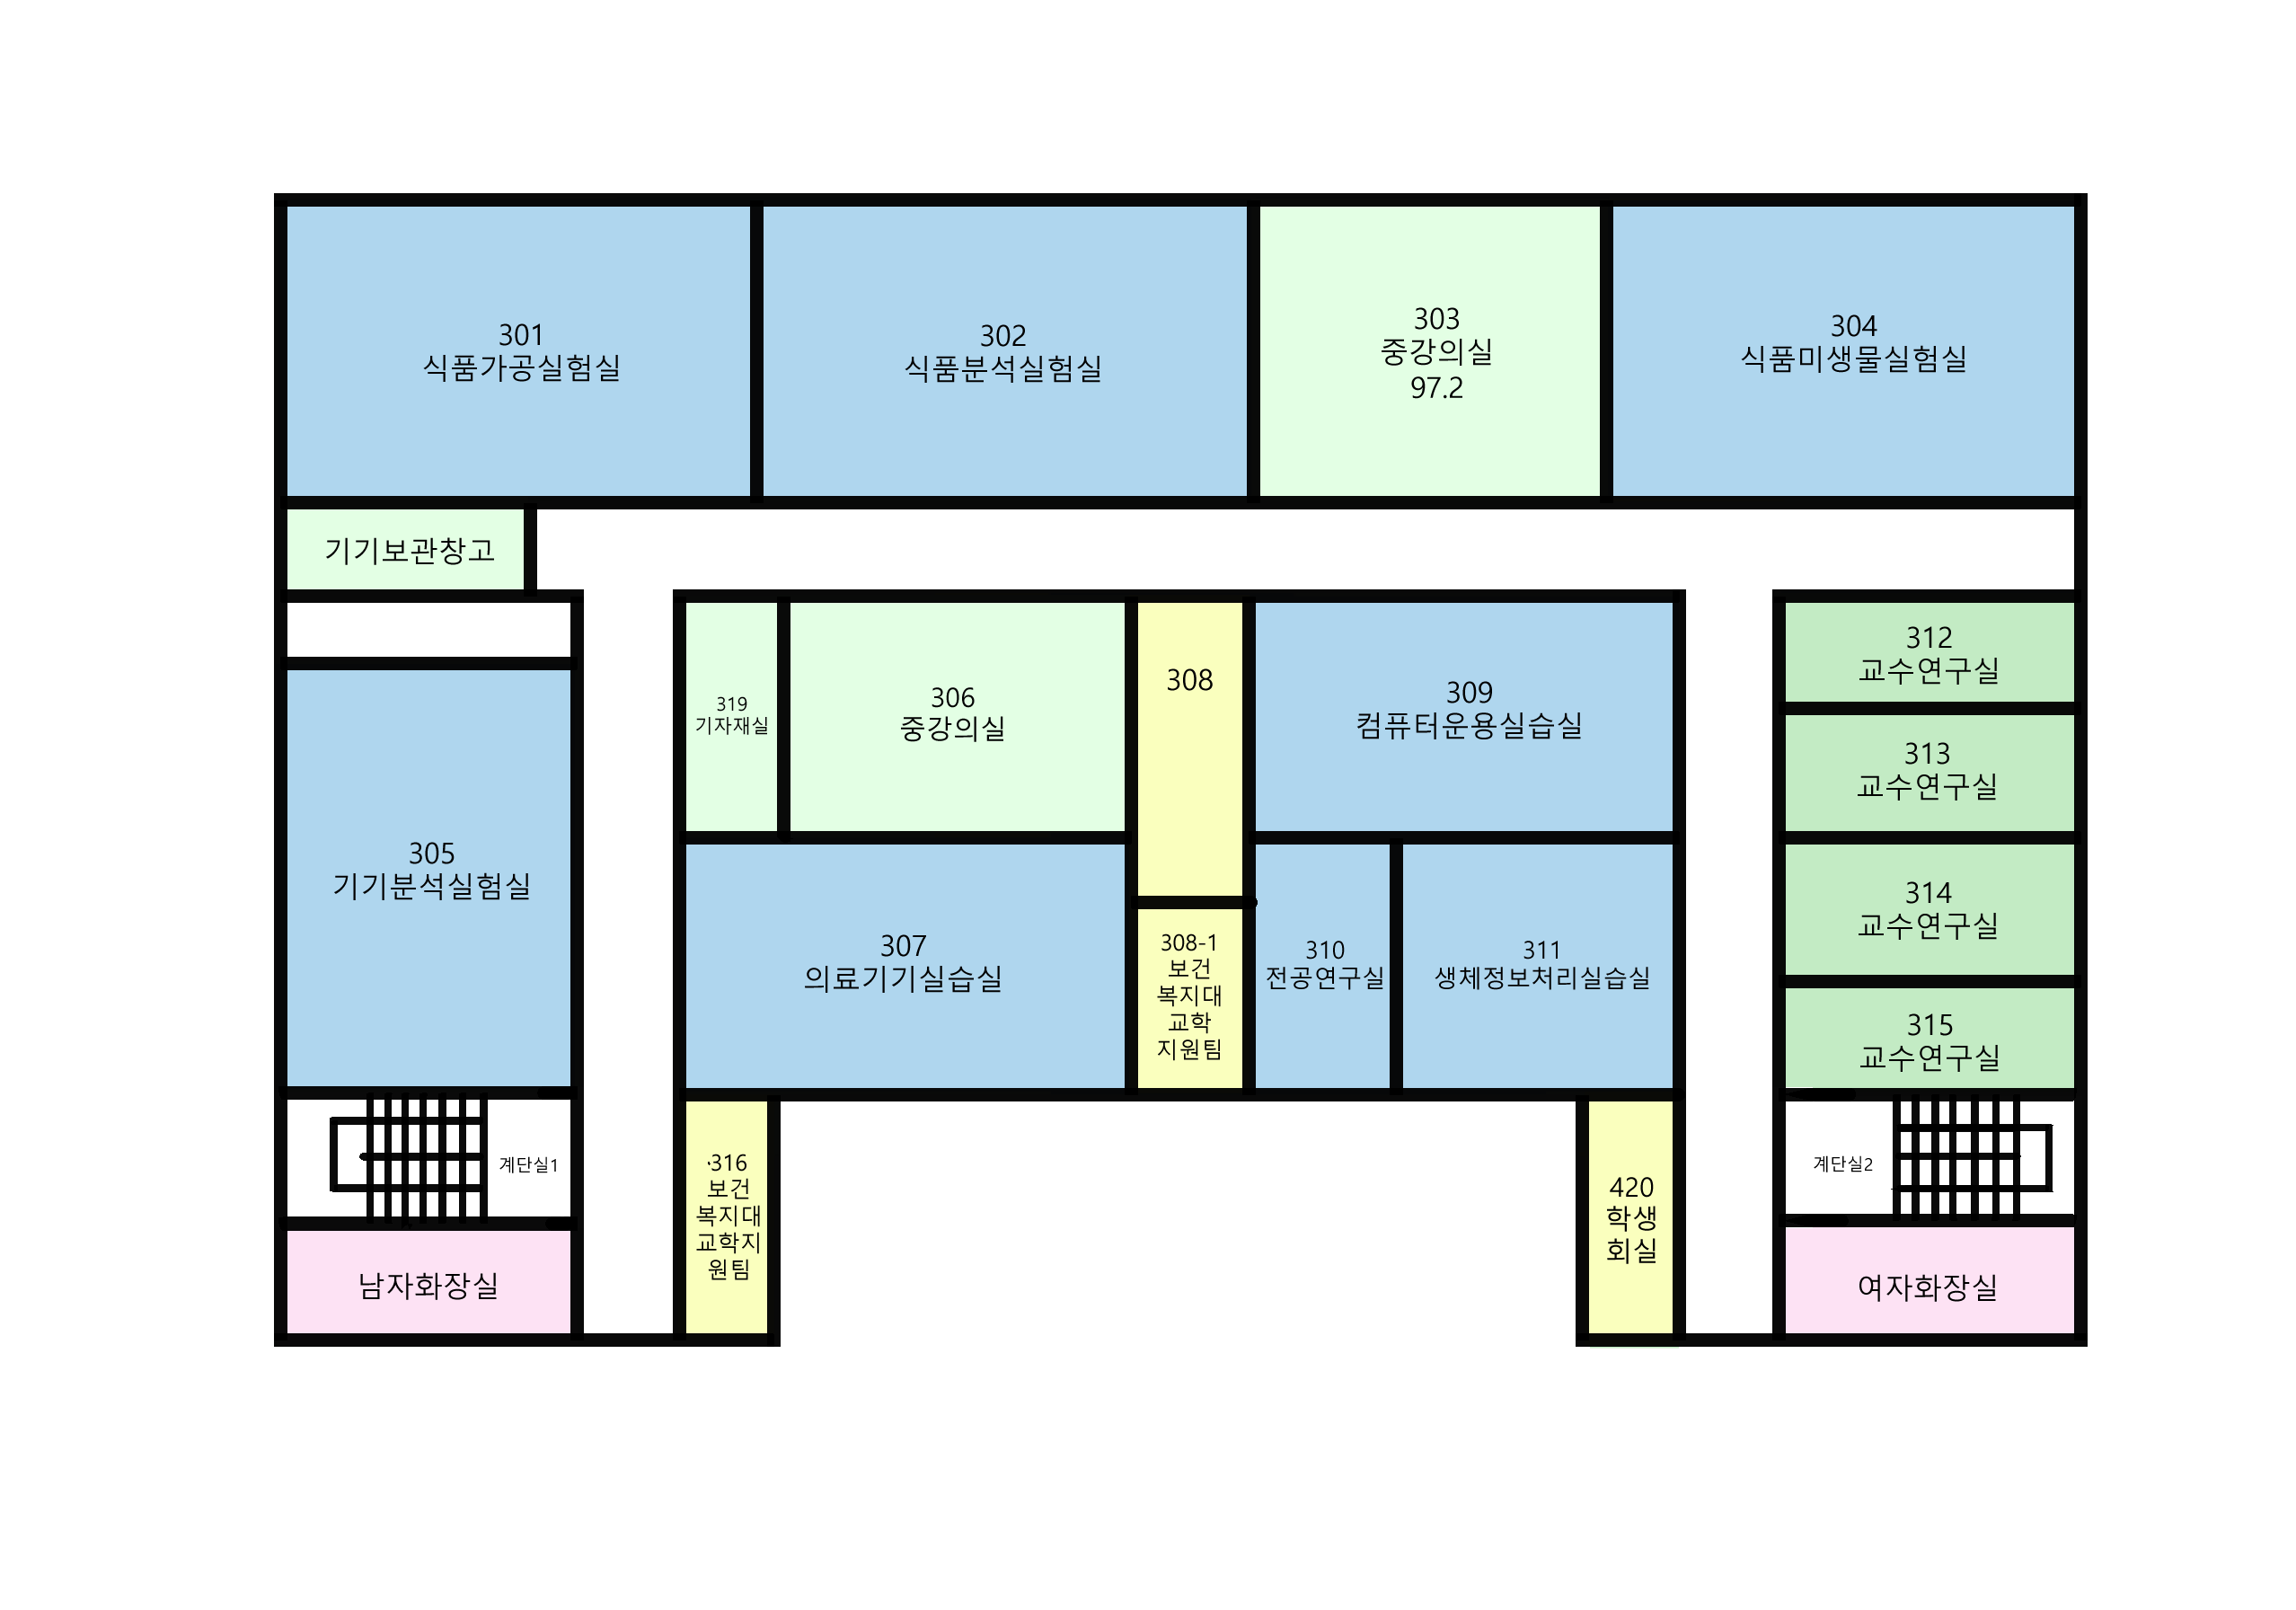 301
식품가공실험실
302
식품분석실험실
303
중강의실
97.2
304
식품미생물실험실
기기보관창고
305
기기분석실험실
319
기자재실
306
중강의실
307
의료기기실습실
308
308-1
보건
복지대
교학
지원팀
309
컴퓨터운용실습실
310
전공연구실
311
생체정보처리실습실
312
교수연구실
313
교수연구실
314
교수연구실
315
교수연구실
계단실1
남자화장실
·316
보건
복지대
교학지
원팀
420
학생
회실
계단실2
여자화장실